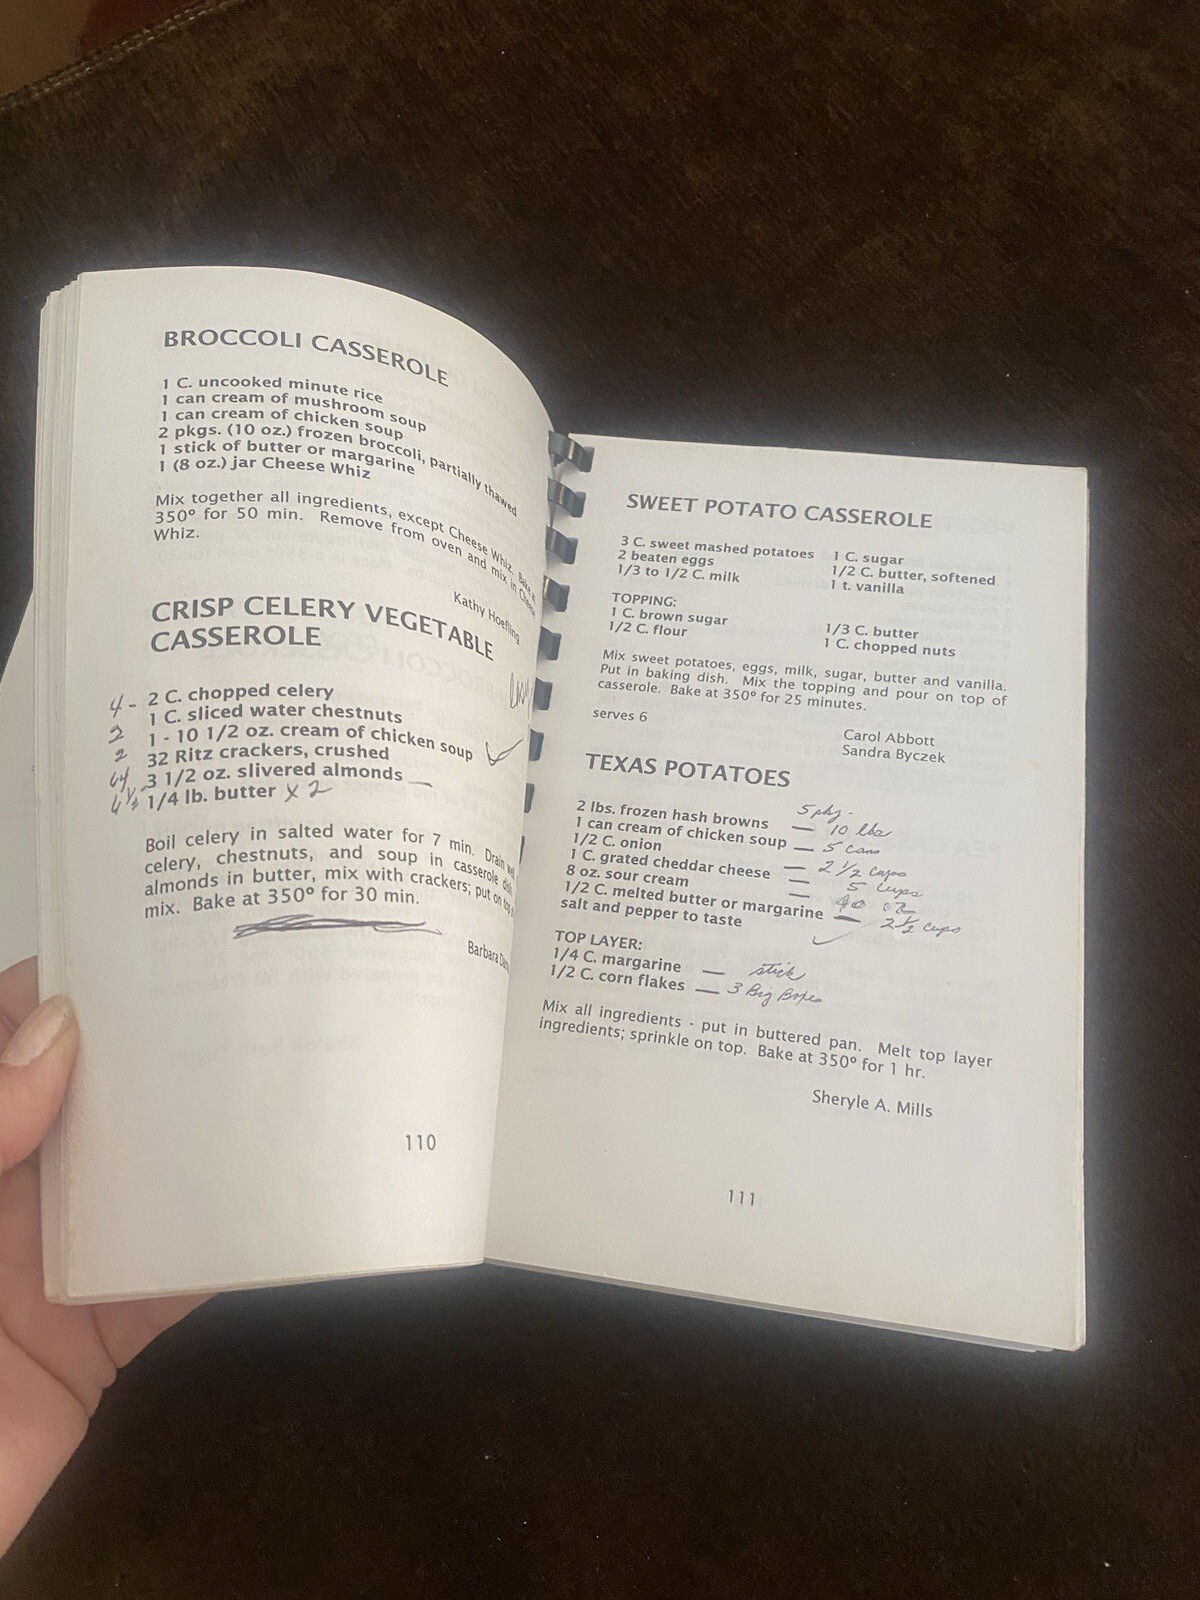 BROCCOLI CASSEROLE
1 C. uncooked minute rice
1 can cream of mushroom soup
1 can cream of chicken soup
2 pkgs. (10 oz.) frozen broccoli, partially thawed
1 stick of butter or margarine
1 (8 oz.) jar Cheese Whiz
Mix together all ingredients, except Cheese Whiz. Bake at
350° for 50 min. Remove from oven and mix in Cheese
Whiz.
Kathy Hoefling
CRISP CELERY VEGETABLE
CASSEROLE
4 - 2 C. chopped celery
2 1 C. sliced water chestnuts
2 1 - 10 1/2 oz. cream of chicken soup
64 32 Ritz crackers, crushed
3 1/2 oz. slivered almonds
1/4 lb. butter x 2
Boil celery in salted water for 7 min. Drain
celery, chestnuts, and soup in casserole
almonds in butter, mix with crackers; put on
mix. Bake at 350° for 30 min.
Barbara
110
SWEET POTATO CASSEROLE
3 C. sweet mashed potatoes 1 C. sugar
2 beaten eggs 1/2 C. butter, softened
1/3 to 1/2 C. milk 1 t. vanilla
TOPPING:
1 C. brown sugar 1/3 C. butter
1/2 C. flour 1 C. chopped nuts
Mix sweet potatoes, eggs, milk, sugar, butter and vanilla.
Put in baking dish. Mix the topping and pour on top of
casserole. Bake at 350° for 25 minutes.
serves 6
Carol Abbott
Sandra Byczek
TEXAS POTATOES
5 pkg -
2 lbs. frozen hash browns — 10 lbs
1 can cream of chicken soup — 5 cans
1/2 C. onion — 2 1/2 cups
1 C. grated cheddar cheese — 5 cups
8 oz. sour cream — 40 oz
1/2 C. melted butter or margarine — 2 1/2 cups
salt and pepper to taste
TOP LAYER:
1/4 C. margarine — stick
1/2 C. corn flakes — 3 Big Boxes
Mix all ingredients - put in buttered pan. Melt top layer
ingredients; sprinkle on top. Bake at 350° for 1 hr.
Sheryle A. Mills
111